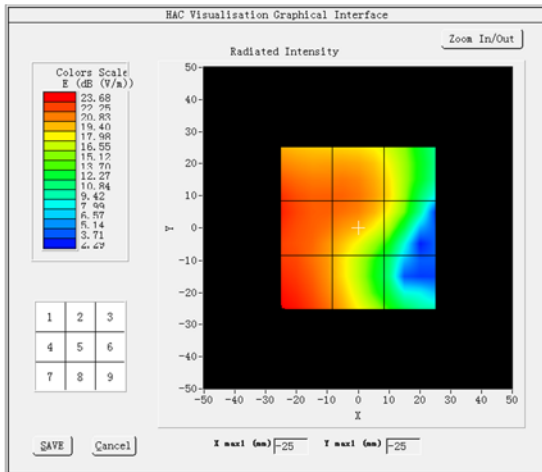 HAC Visualisation Graphical Interface
Zoom In/Out
Radiated Intensity
Colors Scale
E (dB (V/m))
23.68
22.25
20.83
19.40
17.98
16.55
15.12
13.70
12.27
10.84
9.42
7.99
6.57
5.14
3.71
2.29
50
40
30
20
10
0
-10
-20
-30
-40
-50
Y
-50 -40 -30 -20 -10 0 10 20 30 40 50
X
1 2 3
4 5 6
7 8 9
SAVE Cancel
X max1 (mm) -25 Y max1 (mm) -25